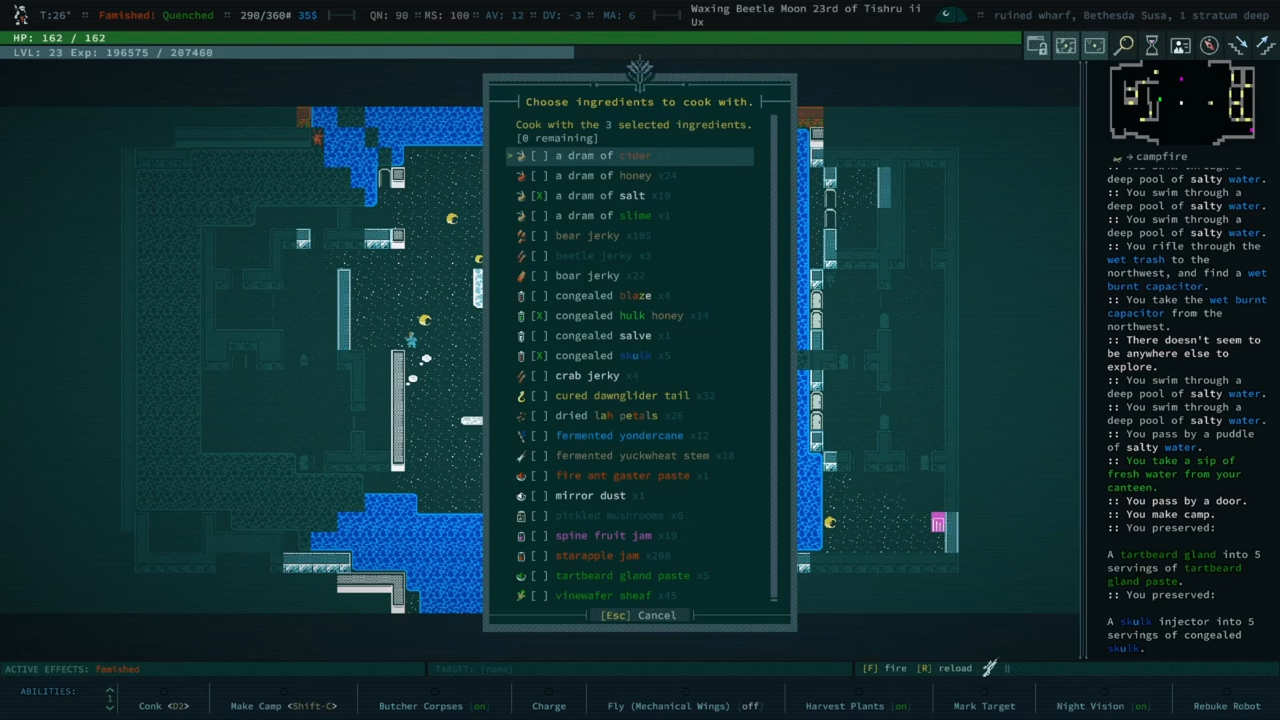 T:26° Famished! Quenched :: 290/360# 35$ QN: 90 :: MS: 100 :: AV: 12 DV: -3 MA: 6 Waxing Beetle Moon 23rd of Tishru ii Ux :: ruined wharf, Bethesda Susa, 1 stratum deep
HP: 162 / 162
LVL: 23 Exp: 196575 / 207460
Choose ingredients to cook with.
Cook with the 3 selected ingredients.
[0 remaining]
> [ ] a dram of cider
[ ] a dram of honey x24
[X] a dram of salt x19
[ ] a dram of slime x1
[ ] bear jerky x105
[ ] beetle jerky x3
[ ] boar jerky x22
[ ] congealed blaze x4
[X] congealed hulk honey x14
[ ] congealed salve x1
[X] congealed skulk x5
[ ] crab jerky x4
[ ] cured dawnglider tail x32
[ ] dried lah petals x26
[ ] fermented yondercane x12
[ ] fermented yuckwheat stem x18
[ ] fire ant gaster paste x1
[ ] mirror dust x1
[ ] pickled mushrooms x6
[ ] spine fruit jam x19
[ ] starapple jam x205
[ ] tartbeard gland paste x5
[ ] vinewafer sheaf x45
[Esc] Cancel
→ campfire
:: You swim through a
deep pool of salty water.
:: You swim through a
deep pool of salty water.
:: You swim through a
deep pool of salty water.
:: You rifle through the
wet trash to the
northwest, and find a wet
burnt capacitor.
:: You take the wet burnt
capacitor from the
northwest.
:: There doesn't seem to
be anywhere else to
explore.
:: You swim through a
deep pool of salty water.
:: You swim through a
deep pool of salty water.
:: You pass by a puddle
of salty water.
:: You take a sip of
fresh water from your
canteen.
:: You pass by a door.
:: You make camp.
:: You preserved:
A tartbeard gland into 5
servings of tartbeard
gland paste.
:: You preserved:
A skulk injector into 5
servings of congealed
skulk.
ACTIVE EFFECTS: famished
TARGET: [none]
[F] fire [R] reload
ABILITIES: 1 Conk <D2> Make Camp <Shift-C> Butcher Corpses [on] Charge Fly (Mechanical Wings) [off] Harvest Plants [on] Mark Target Night Vision [on] Rebuke Robot